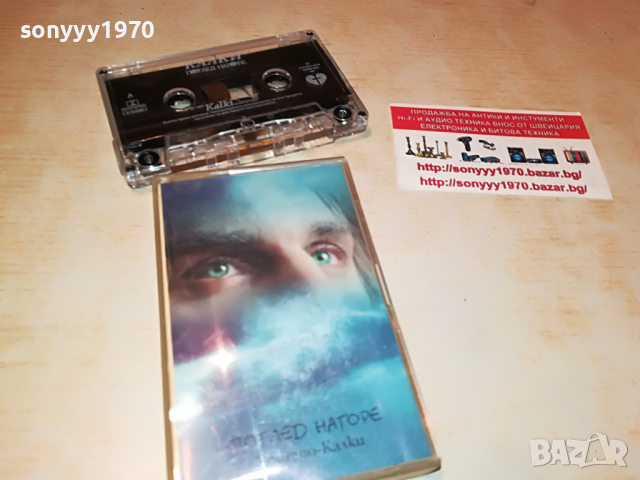 sonyyy1970
КАЛКИ
ПОГЛЕД НАГОРЕ
A
Kalki
ПРОДАЖБА НА АНТИКИ И ИНСТУМЕНТИ
Hi-Fi И АУДИО ТЕХНИКА ВНОС ОТ ШВЕЙЦАРИЯ
ЕЛЕКТРОНИКА И БИТОВА ТЕХНИКА
http://sonyyy1970.bazar.bg/
http://sonyyy1970.bazar.bg/
ПОГЛЕД НАГОРЕ
Калки
bazar